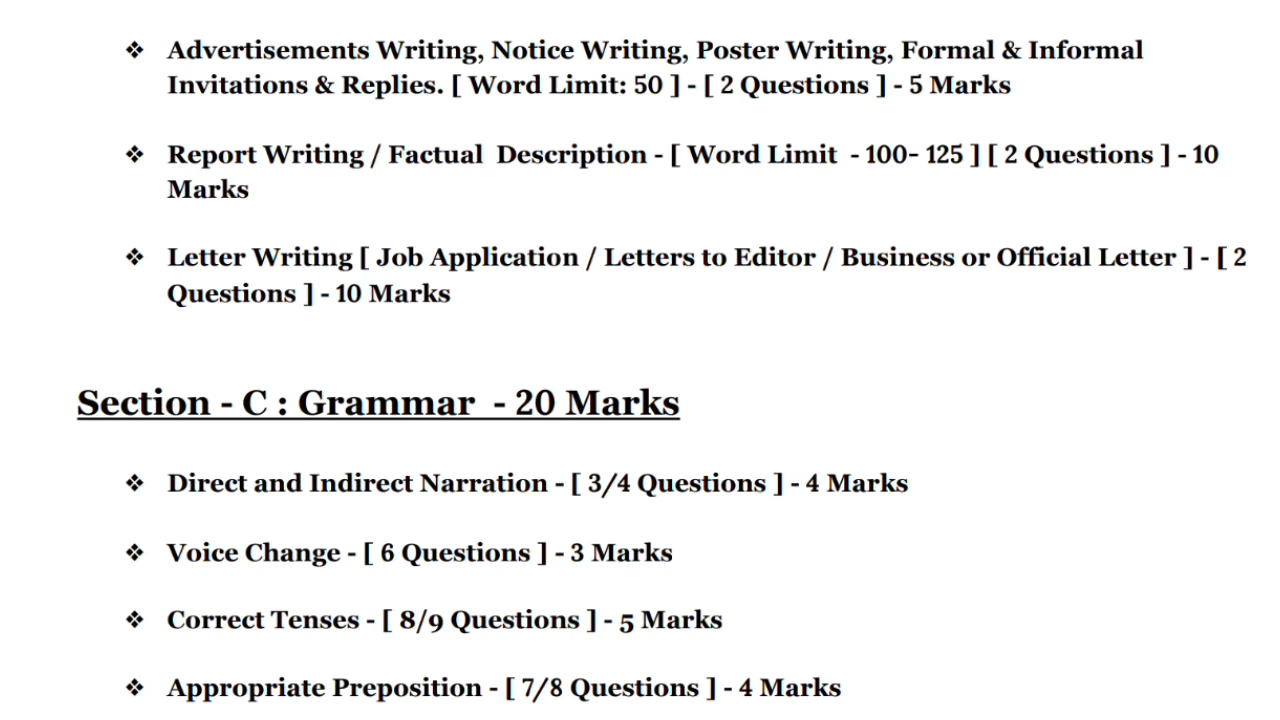 ❖ Advertisements Writing, Notice Writing, Poster Writing, Formal & Informal
Invitations & Replies. [ Word Limit: 50 ] - [ 2 Questions ] - 5 Marks
❖ Report Writing / Factual Description - [ Word Limit - 100- 125 ] [ 2 Questions ] - 10
Marks
❖ Letter Writing [ Job Application / Letters to Editor / Business or Official Letter ] - [ 2
Questions ] - 10 Marks
Section - C : Grammar - 20 Marks
❖ Direct and Indirect Narration - [ 3/4 Questions ] - 4 Marks
❖ Voice Change - [ 6 Questions ] - 3 Marks
❖ Correct Tenses - [ 8/9 Questions ] - 5 Marks
❖ Appropriate Preposition - [ 7/8 Questions ] - 4 Marks